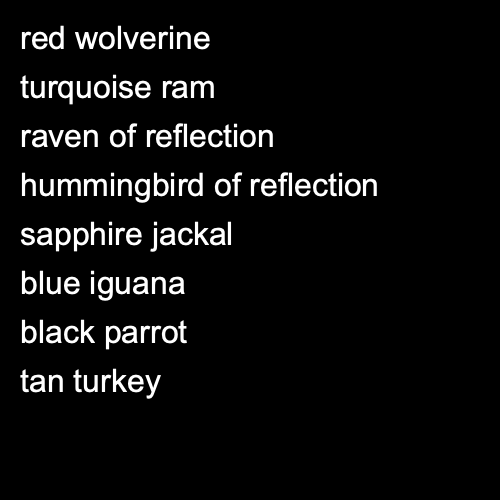 red wolverine
turquoise ram
raven of reflection
hummingbird of reflection
sapphire jackal
blue iguana
black parrot
tan turkey